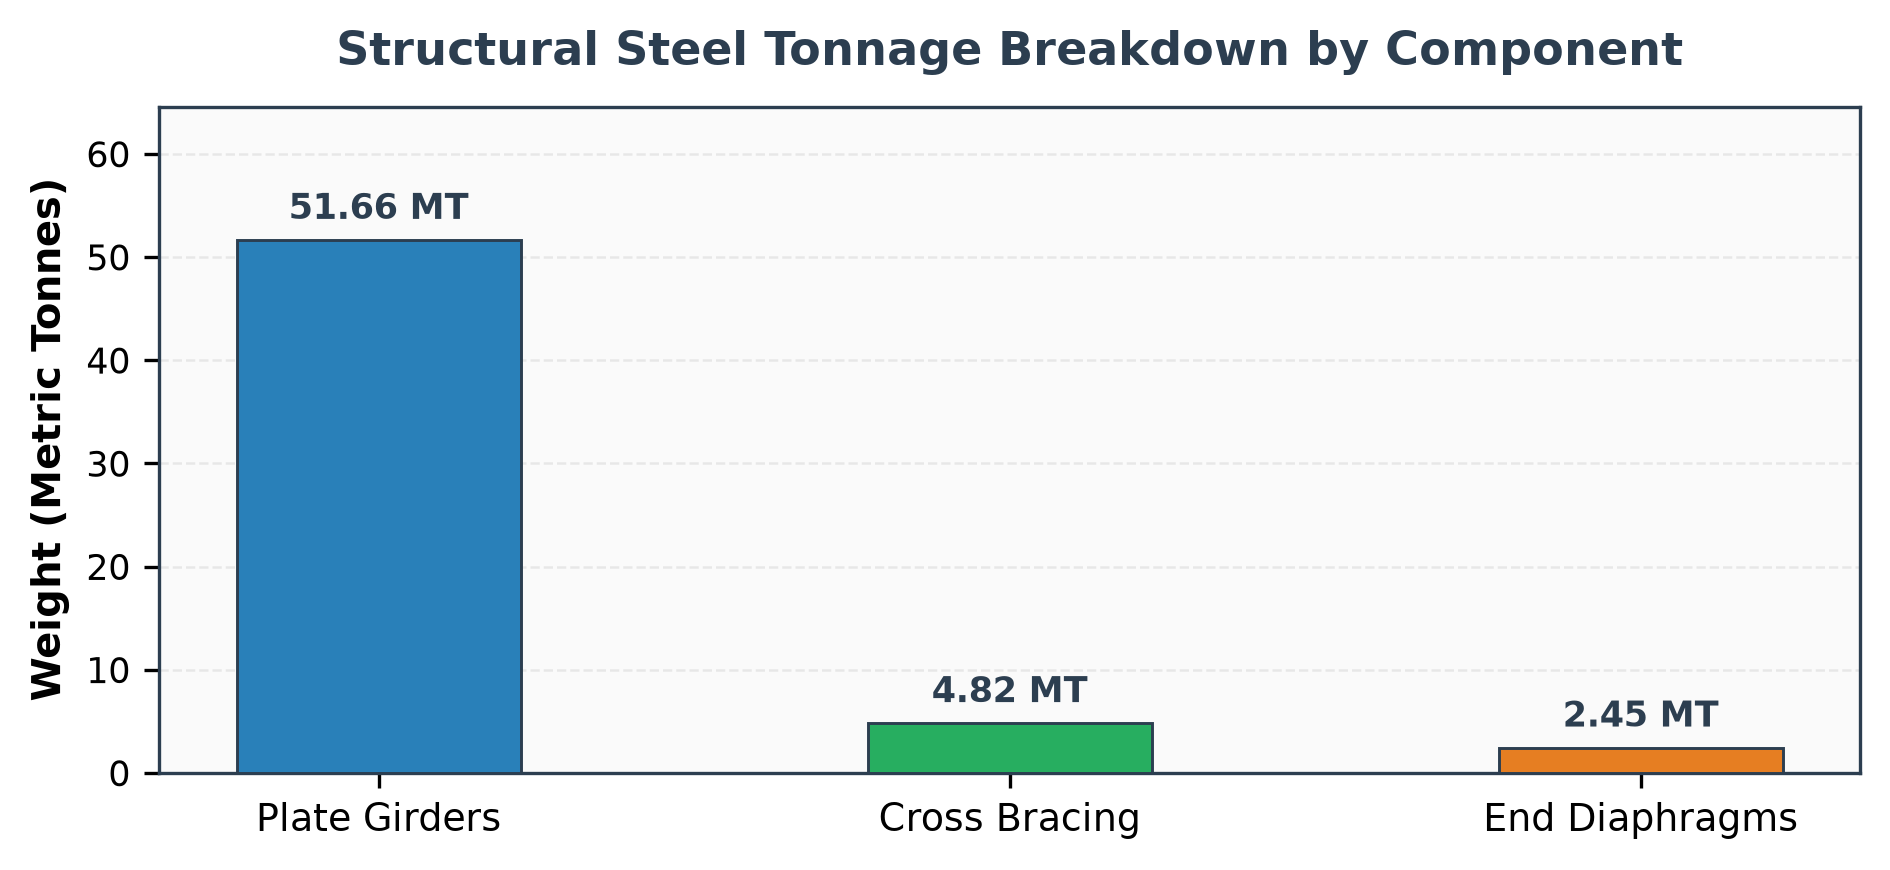 Structural Steel Tonnage Breakdown by Component
Weight (Metric Tonnes)
60
50
40
30
20
10
0
51.66 MT
4.82 MT
2.45 MT
Plate Girders
Cross Bracing
End Diaphragms